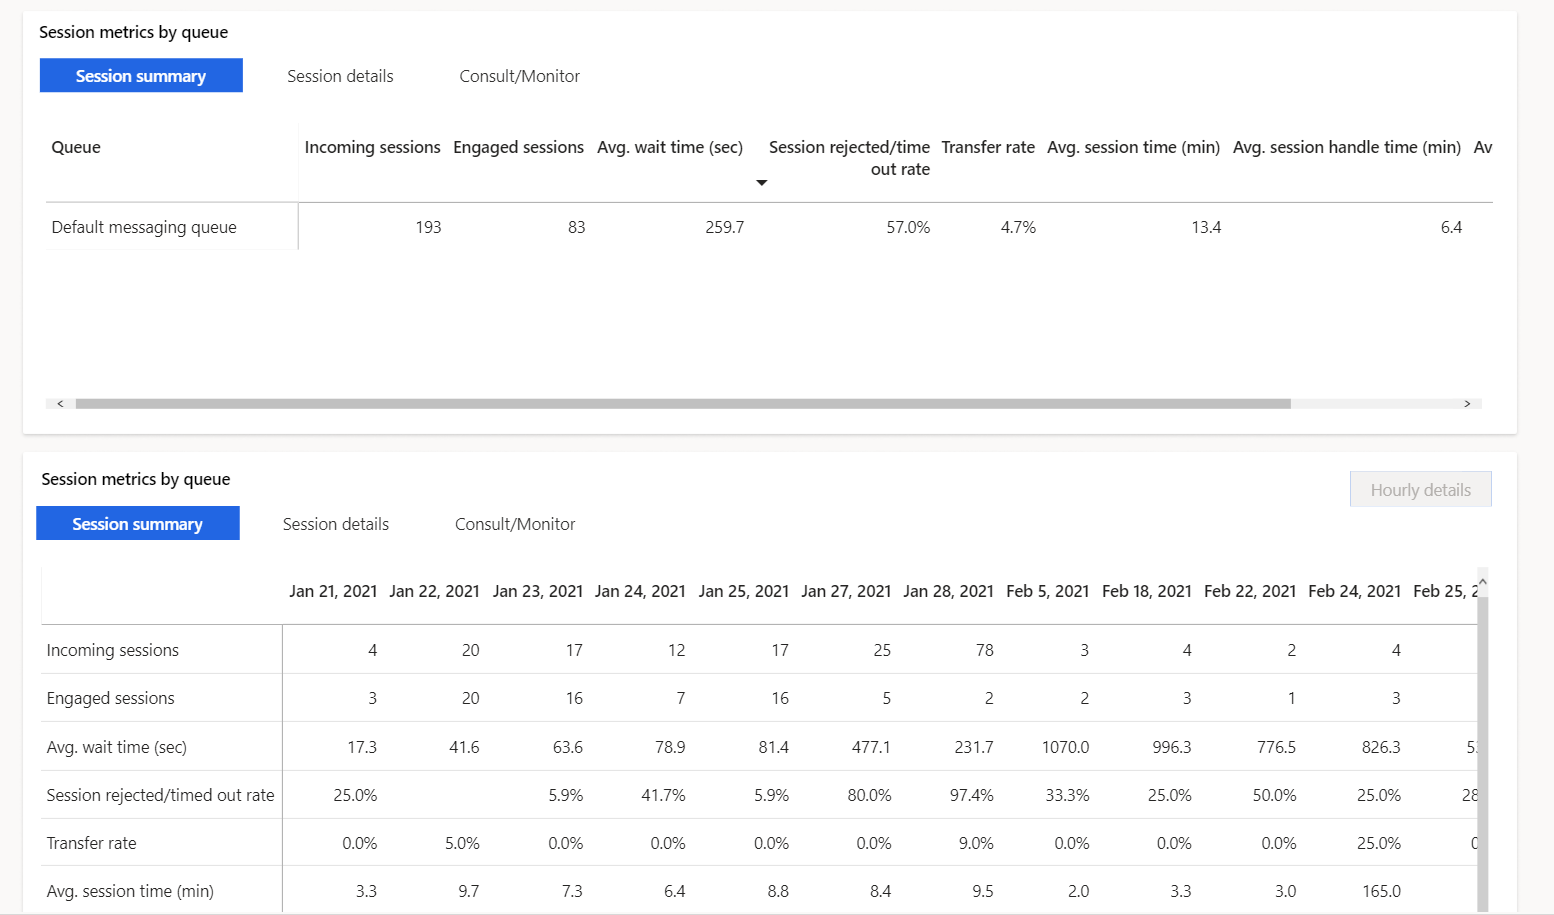 Session metrics by queue
Session summary Session details Consult/Monitor
Queue Incoming sessions Engaged sessions Avg. wait time (sec) Session rejected/time Transfer rate Avg. session time (min) Avg. session handle time (min) Av
out rate
Default messaging queue 193 83 259.7 57.0% 4.7% 13.4 6.4
Session metrics by queue
Hourly details
Session summary Session details Consult/Monitor
Jan 21, 2021 Jan 22, 2021 Jan 23, 2021 Jan 24, 2021 Jan 25, 2021 Jan 27, 2021 Jan 28, 2021 Feb 5, 2021 Feb 18, 2021 Feb 22, 2021 Feb 24, 2021 Feb 25, 2
Incoming sessions 4 20 17 12 17 25 78 3 4 2 4
Engaged sessions 3 20 16 7 16 5 2 2 3 1 3
Avg. wait time (sec) 17.3 41.6 63.6 78.9 81.4 477.1 231.7 1070.0 996.3 776.5 826.3
Session rejected/timed out rate 25.0% 5.9% 41.7% 5.9% 80.0% 97.4% 33.3% 25.0% 50.0% 25.0% 28
Transfer rate 0.0% 5.0% 0.0% 0.0% 0.0% 0.0% 9.0% 0.0% 0.0% 0.0% 25.0%
Avg. session time (min) 3.3 9.7 7.3 6.4 8.8 8.4 9.5 2.0 3.3 3.0 165.0